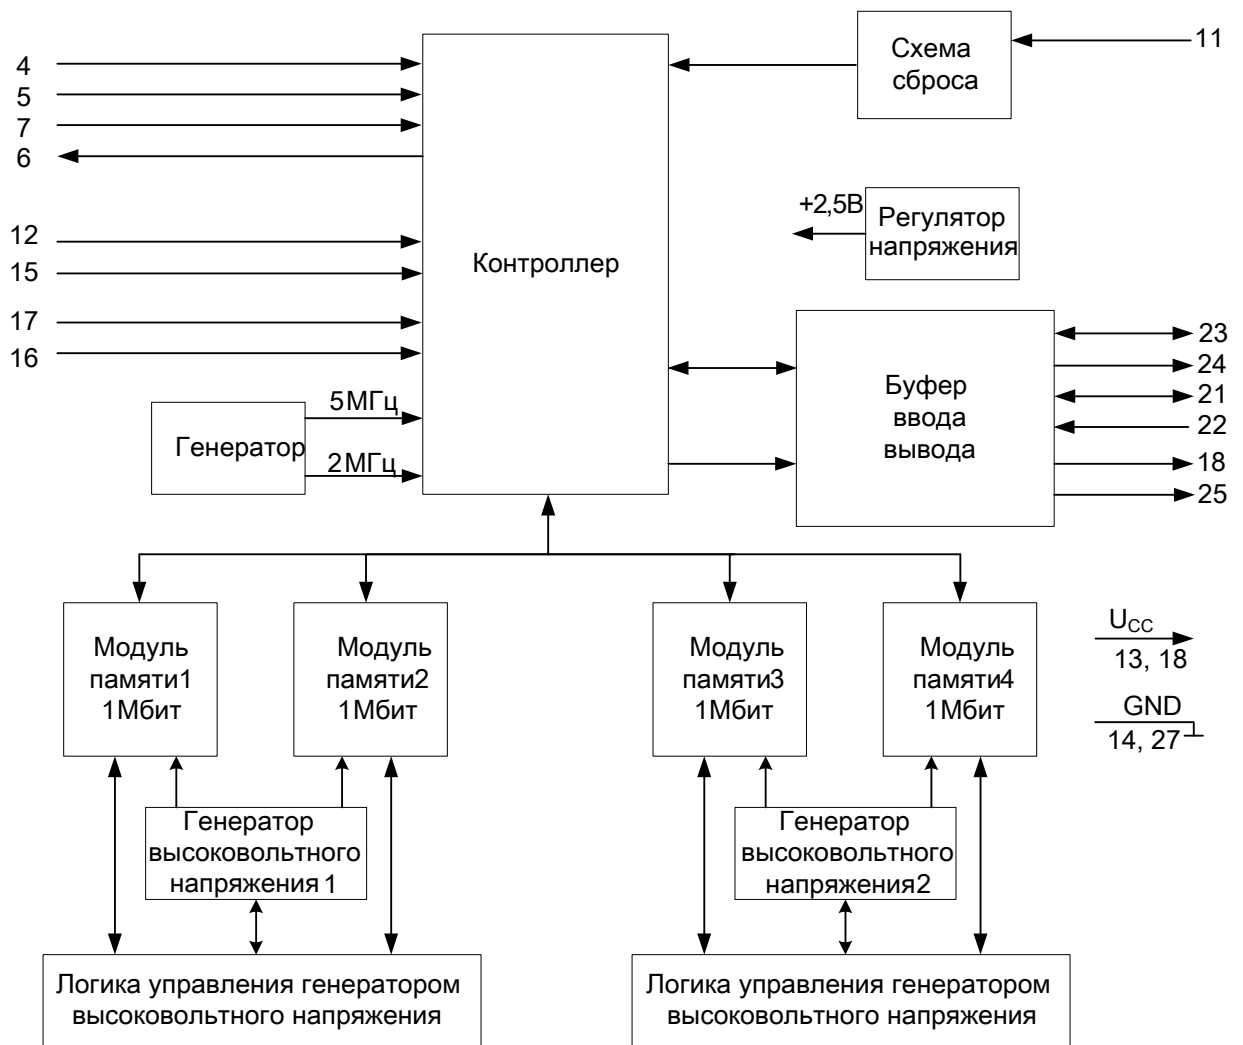 4
5
7
6
12
15
17
16
Контроллер
Схема
сброса
11
+2,5В
Регулятор
напряжения
Буфер
ввода
вывода
23
24
21
22
18
25
Генератор
5МГц
2МГц
Модуль
памяти1
1Мбит
Модуль
памяти2
1Мбит
Модуль
памяти3
1Мбит
Модуль
памяти4
1Мбит
UCC
13, 18
GND
14, 27
Генератор
высоковольтного
напряжения 1
Генератор
высоковольтного
напряжения2
Логика управления генератором
высоковольтного напряжения
Логика управления генератором
высоковольтного напряжения